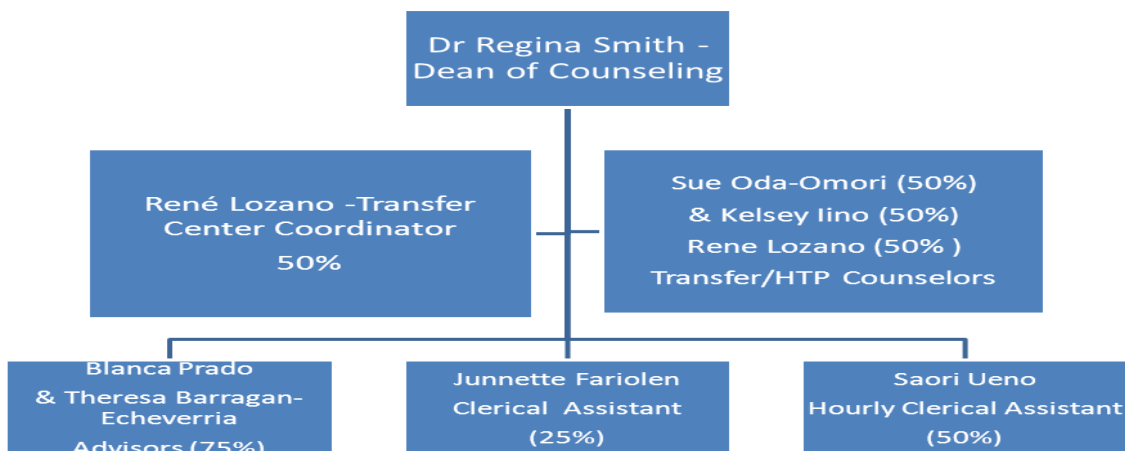 Dr Regina Smith -
Dean of Counseling
René Lozano -Transfer
Center Coordinator
50%
Sue Oda-Omori (50%)
& Kelsey Iino (50%)
Rene Lozano (50% )
Transfer/HTP Counselors
Blanca Prado
& Theresa Barragan-
Echeverria
Advisors (75%)
Junnette Fariolen
Clerical Assistant
(25%)
Saori Ueno
Hourly Clerical Assistant
(50%)